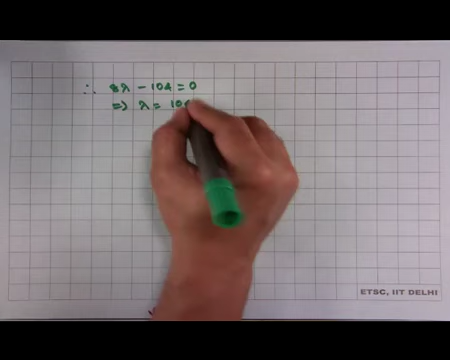 ∴ 8λ - 104 = 0
⇒ λ = 10
ETSC, IIT DELHI